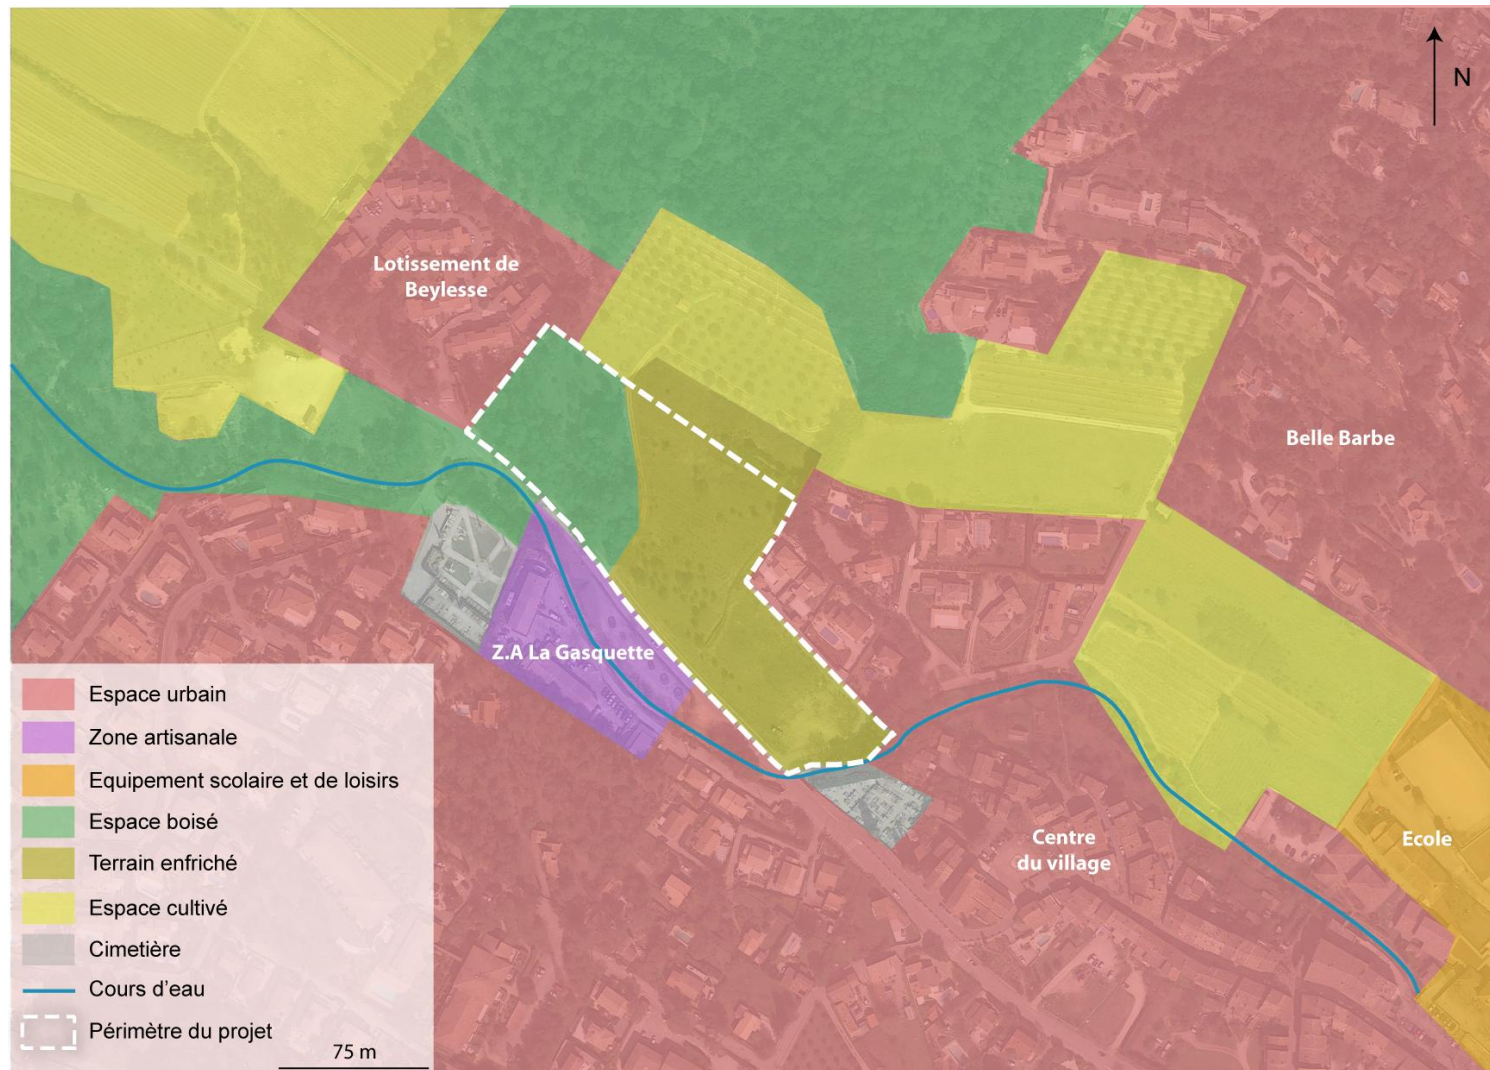 N
Lotissement de
Beylesse
Belle Barbe
Z.A La Gasquette
Centre
du village
Ecole
Espace urbain
Zone artisanale
Equipement scolaire et de loisirs
Espace boisé
Terrain enfriché
Espace cultivé
Cimetière
Cours d'eau
Périmètre du projet
75 m